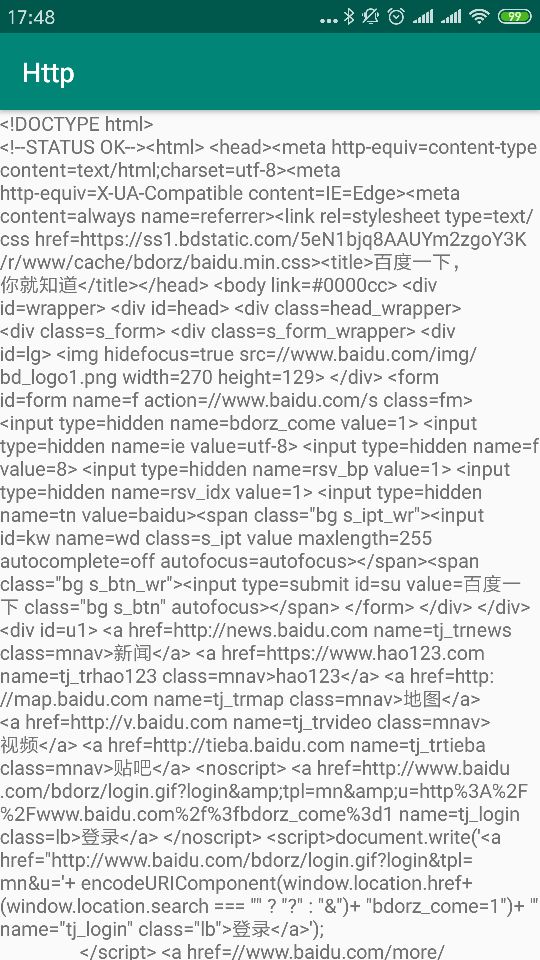 17:48
99
Http
<!DOCTYPE html>
<!--STATUS OK--><html> <head><meta http-equiv=content-type
content=text/html;charset=utf-8><meta
http-equiv=X-UA-Compatible content=IE=Edge><meta
content=always name=referrer><link rel=stylesheet type=text/
css href=https://ss1.bdstatic.com/5eN1bjq8AAUYm2zgoY3K
/r/www/cache/bdorz/baidu.min.css><title>百度一下，
你就知道</title></head> <body link=#0000cc> <div
id=wrapper> <div id=head> <div class=head_wrapper>
<div class=s_form> <div class=s_form_wrapper> <div
id=lg> <img hidefocus=true src=//www.baidu.com/img/
bd_logo1.png width=270 height=129> </div> <form
id=form name=f action=//www.baidu.com/s class=fm>
<input type=hidden name=bdorz_come value=1> <input
type=hidden name=ie value=utf-8> <input type=hidden name=f
value=8> <input type=hidden name=rsv_bp value=1> <input
type=hidden name=rsv_idx value=1> <input type=hidden
name=tn value=baidu><span class="bg s_ipt_wr"><input
id=kw name=wd class=s_ipt value maxlength=255
autocomplete=off autofocus=autofocus></span><span
class="bg s_btn_wr"><input type=submit id=su value=百度一
下 class="bg s_btn" autofocus></span> </form> </div> </div>
<div id=u1> <a href=http://news.baidu.com name=tj_trnews
class=mnav>新闻</a> <a href=https://www.hao123.com
name=tj_trhao123 class=mnav>hao123</a> <a href=http:
//map.baidu.com name=tj_trmap class=mnav>地图</a>
<a href=http://v.baidu.com name=tj_trvideo class=mnav>
视频</a> <a href=http://tieba.baidu.com name=tj_trtieba
class=mnav>贴吧</a> <noscript> <a href=http://www.baidu
.com/bdorz/login.gif?login&amp;tpl=mn&amp;u=http%3A%2F
%2Fwww.baidu.com%2f%3fbdorz_come%3d1 name=tj_login
class=lb>登录</a> </noscript> <script>document.write('<a
href="http://www.baidu.com/bdorz/login.gif?login&tpl=
mn&u='+ encodeURIComponent(window.location.href+
(window.location.search === "" ? "?" : "&")+ "bdorz_come=1")+ '"
name="tj_login" class="lb">登录</a>');
</script> <a href=//www.baidu.com/more/